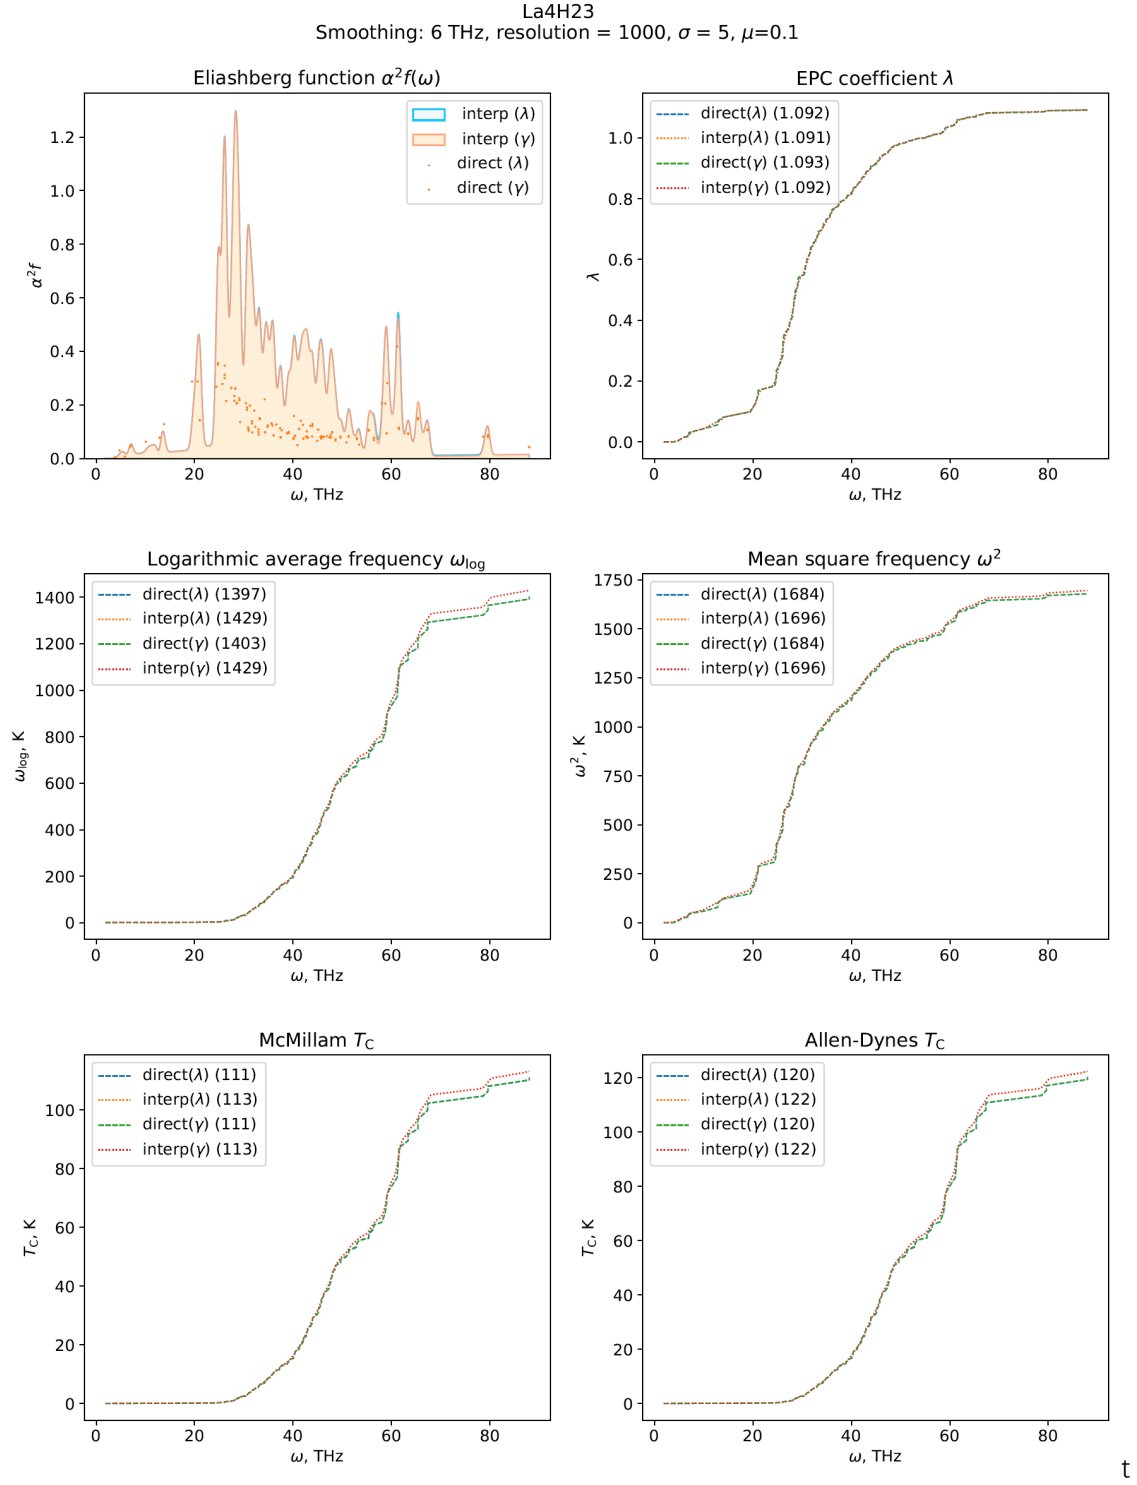 La4H23
Smoothing: 6 THz, resolution = 1000, σ = 5, μ=0.1
Eliashberg function α²f(ω)
interp (λ)
interp (γ)
direct (λ)
direct (γ)
1.2
1.0
0.8
0.6
0.4
0.2
0.0
α²f
0 20 40 60 80
ω, THz
EPC coefficient λ
direct(λ) (1.092)
interp(λ) (1.091)
direct(γ) (1.093)
interp(γ) (1.092)
1.0
0.8
0.6
0.4
0.2
0.0
λ
0 20 40 60 80
ω, THz
Logarithmic average frequency ωlog
direct(λ) (1397)
interp(λ) (1429)
direct(γ) (1403)
interp(γ) (1429)
1400
1200
1000
800
600
400
200
0
ωlog, K
0 20 40 60 80
ω, THz
Mean square frequency ω²
direct(λ) (1684)
interp(λ) (1696)
direct(γ) (1684)
interp(γ) (1696)
1750
1500
1250
1000
750
500
250
0
ω², K
0 20 40 60 80
ω, THz
McMillam TC
direct(λ) (111)
interp(λ) (113)
direct(γ) (111)
interp(γ) (113)
100
80
60
40
20
0
TC, K
0 20 40 60 80
ω, THz
Allen-Dynes TC
direct(λ) (120)
interp(λ) (122)
direct(γ) (120)
interp(γ) (122)
120
100
80
60
40
20
0
TC, K
0 20 40 60 80
ω, THz
t